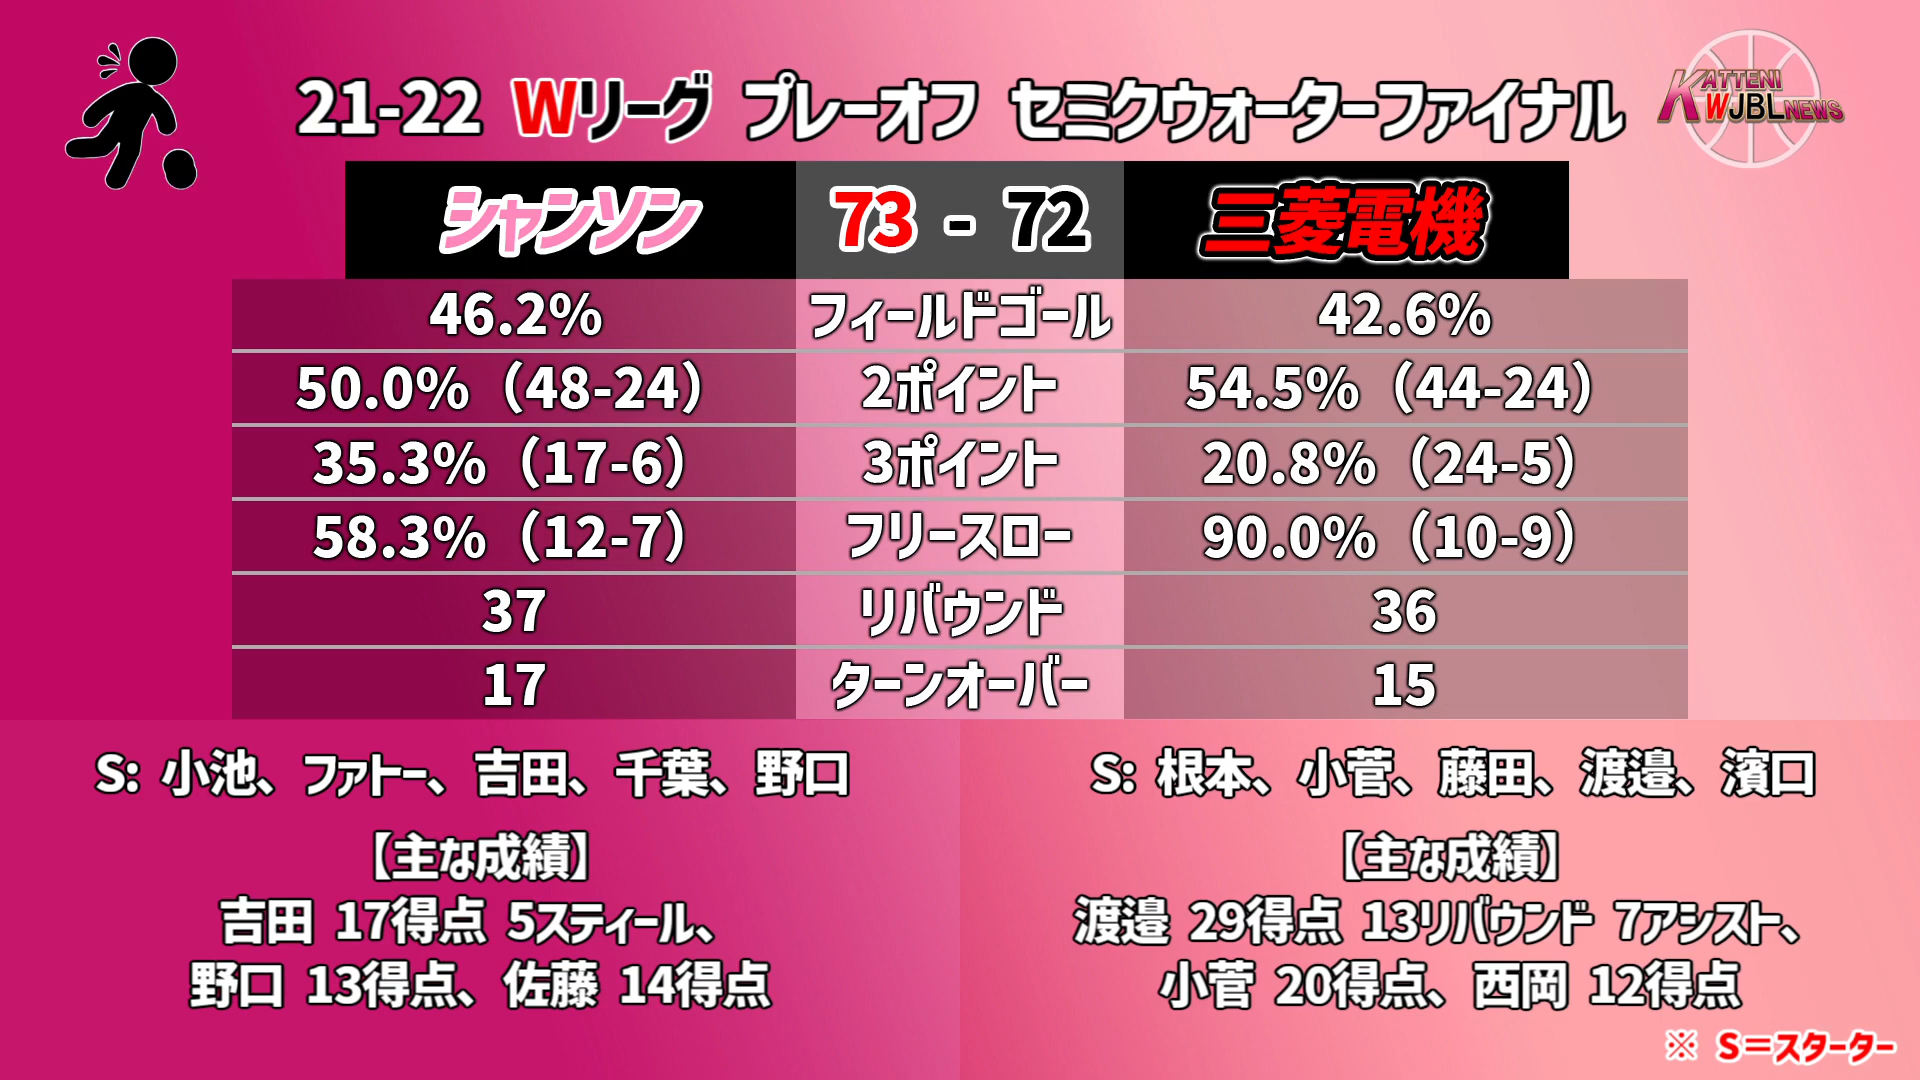 21-22 Wリーグ プレーオフ セミクウォーターファイナル
KATTENI
WJBLNEWS
シャンソン 73 - 72 三菱電機
46.2% フィールドゴール 42.6%
50.0%（48-24） 2ポイント 54.5%（44-24）
35.3%（17-6） 3ポイント 20.8%（24-5）
58.3%（12-7） フリースロー 90.0%（10-9）
37 リバウンド 36
17 ターンオーバー 15
S: 小池、ファトー、吉田、千葉、野口
【主な成績】
吉田 17得点 5スティール、
野口 13得点、佐藤 14得点
S: 根本、小菅、藤田、渡邉、濱口
【主な成績】
渡邉 29得点 13リバウンド 7アシスト、
小菅 20得点、西岡 12得点
※ S＝スターター